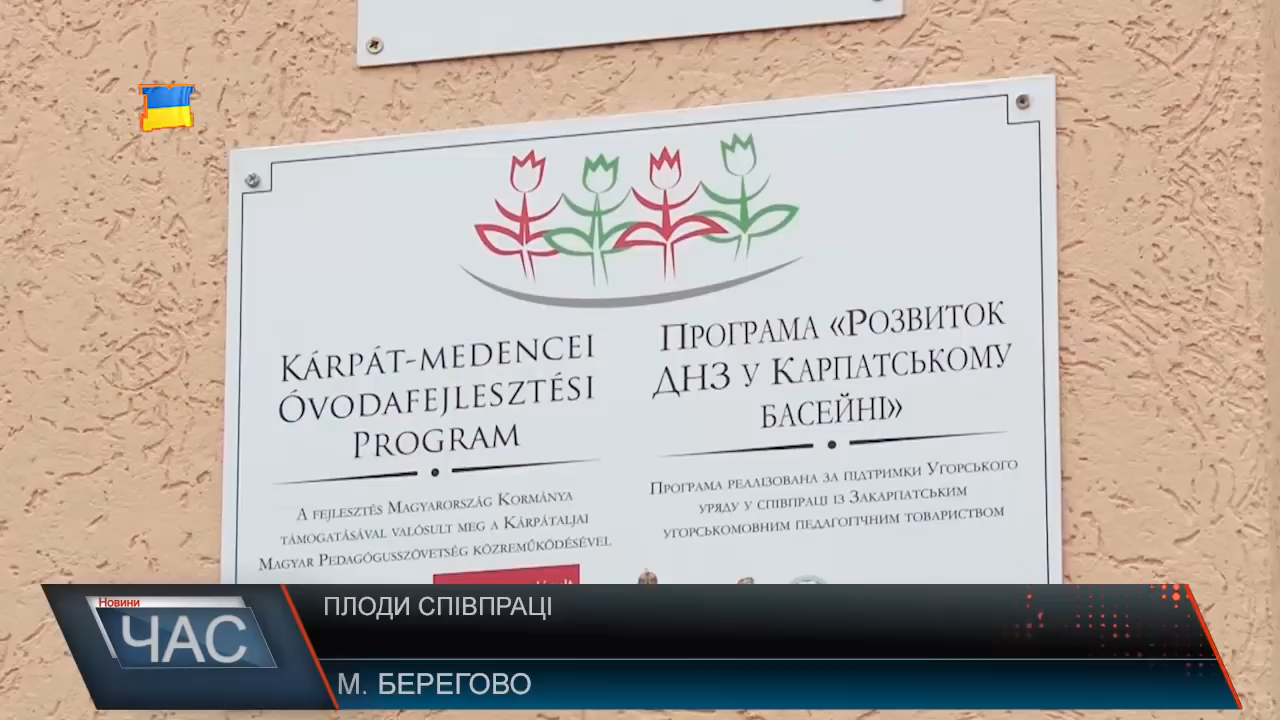 KÁRPÁT-MEDENCEI
ÓVODAFEJLESZTÉSI
PROGRAM
A FEJLESZTÉS MAGYARORSZÁG KORMÁNYA
TÁMOGATÁSÁVAL VALÓSULT MEG A KÁRPÁTALJAI
MAGYAR PEDAGÓGUSSZÖVETSÉG KÖZREMŰKÖDÉSÉVEL
ПРОГРАМА «РОЗВИТОК
ДНЗ У КАРПАТСЬКОМУ
БАСЕЙНІ»
ПРОГРАМА РЕАЛІЗОВАНА ЗА ПІДТРИМКИ УГОРСЬКОГО
УРЯДУ У СПІВПРАЦІ ІЗ ЗАКАРПАТСЬКИМ
УГОРСЬКОМОВНИМ ПЕДАГОГІЧНИМ ТОВАРИСТВОМ
Новини
ЧАС
ПЛОДИ СПІВПРАЦІ
М. БЕРЕГОВО